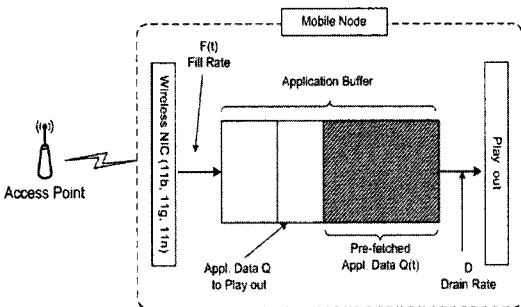 Mobile Node
F(t)
Fill Rate
Application Buffer
Wireless NIC (11b, 11g, 11n)
Play out
Access Point
Appl. Data Q
to Play out
Pre-fetched
Appl. Data Q(t)
D
Drain Rate